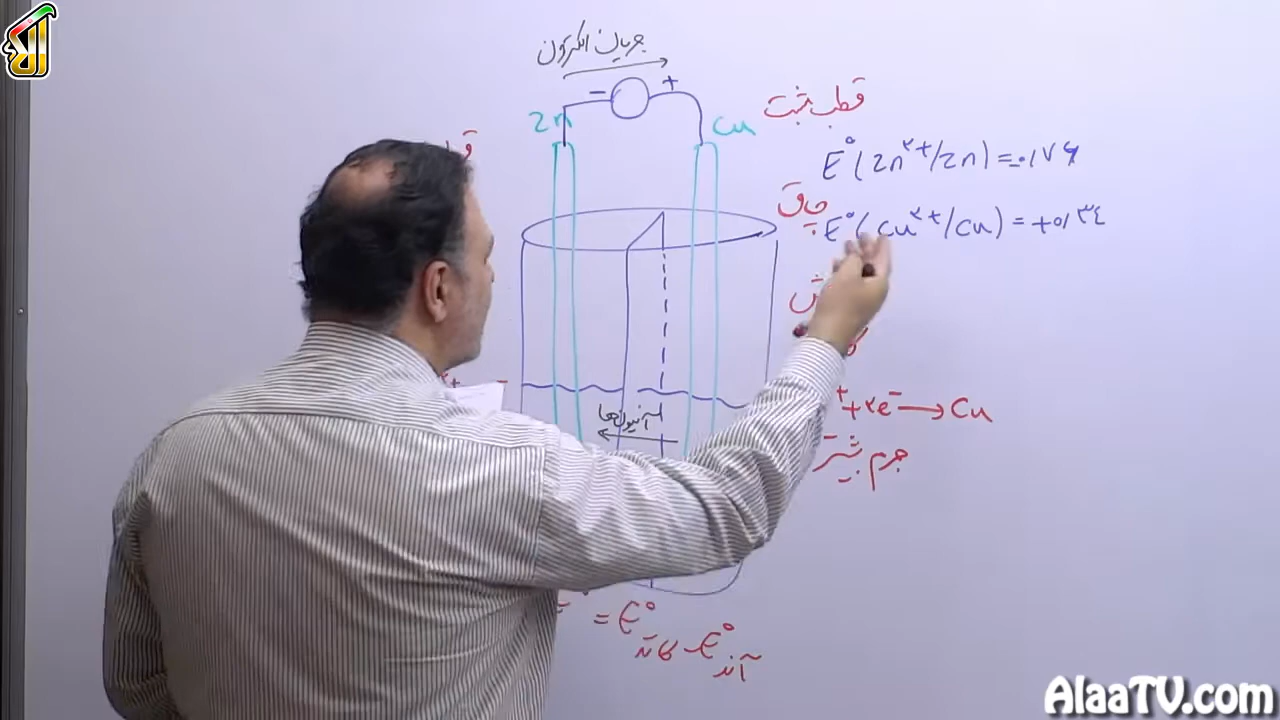 جریان الکترون
− +
Zn Cu
قطب مثبت
E°(Zn²⁺/Zn) = -۰/۷۶
چاق
E°(Cu²⁺/Cu) = +۰/۳۴
+ ۲e⁻ → Cu
آنیون‌ها
جرم بیشتر
= E° کاتد - E° آند
AlaaTV.com